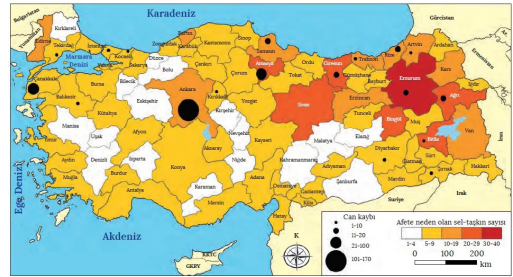 Karadeniz
Gürcistan
Bulgaristan
Yunanistan
Ermenistan
Marmara
Denizi
Ege Denizi
Akdeniz
Suriye
Irak
İran
KKTC
GKRY
Edirne
Kırklareli
Tekirdağ
İstanbul
Kocaeli
Sakarya
Düzce
Zonguldak
Bartın
Karabük
Kastamonu
Sinop
Samsun
Çankırı
Bolu
Çorum
Amasya
Tokat
Ordu
Giresun
Trabzon
Rize
Artvin
Ardahan
Kars
Gümüşhane
Bayburt
Erzurum
Iğdır
Ağrı
Çanakkale
Balıkesir
Bursa
Bilecik
Eskişehir
Ankara
Kırıkkale
Kırşehir
Yozgat
Sivas
Erzincan
Tunceli
Bingöl
Muş
Bitlis
Van
Kütahya
Manisa
Uşak
Afyon
İzmir
Aydın
Denizli
Isparta
Burdur
Muğla
Antalya
Konya
Aksaray
Nevşehir
Niğde
Kayseri
Karaman
Mersin
Adana
Malatya
Elazığ
Kahramanmaraş
Adıyaman
Diyarbakır
Batman
Siirt
Şırnak
Mardin
Şanlıurfa
Gaziantep
Osmaniye
Kilis
Hatay
K
Can kaybı
1-10
11-20
21-100
101-170
Afete neden olan sel-taşkın sayısı
1-4 5-9 10-19 20-29 30-40
0 100 200
km